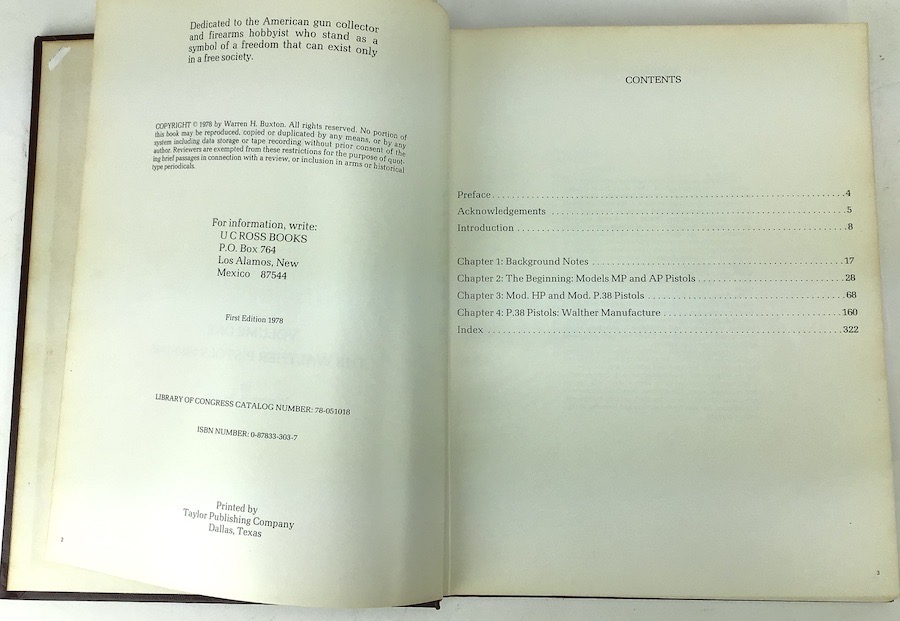 Dedicated to the American gun collector
and firearms hobbyist who stand as a
symbol of a freedom that can exist only
in a free society.
COPYRIGHT © 1978 by Warren H. Buxton. All rights reserved. No portion of
this book may be reproduced, copied or duplicated by any means, or by any
system including data storage or tape recording without prior consent of the
author. Reviewers are exempted from these restrictions for the purpose of quot-
ing brief passages in connection with a review, or inclusion in arms or historical
type periodicals.
For information, write:
U C ROSS BOOKS
P.O. Box 764
Los Alamos, New
Mexico 87544
First Edition 1978
LIBRARY OF CONGRESS CATALOG NUMBER: 78-051018
ISBN NUMBER: 0-87833-303-7
Printed by
Taylor Publishing Company
Dallas, Texas
2
CONTENTS
Preface . . . . . . . . . . . . . . . . . . . . 4
Acknowledgements . . . . . . . . . . . . . . . . . . . . 5
Introduction . . . . . . . . . . . . . . . . . . . . 8
Chapter 1: Background Notes . . . . . . . . . . . . . . . . . . . . 17
Chapter 2: The Beginning: Models MP and AP Pistols . . . . . . . . . . . . . . . . . . . . 28
Chapter 3: Mod. HP and Mod. P.38 Pistols . . . . . . . . . . . . . . . . . . . . 68
Chapter 4: P.38 Pistols: Walther Manufacture . . . . . . . . . . . . . . . . . . . . 160
Index . . . . . . . . . . . . . . . . . . . . 322
3